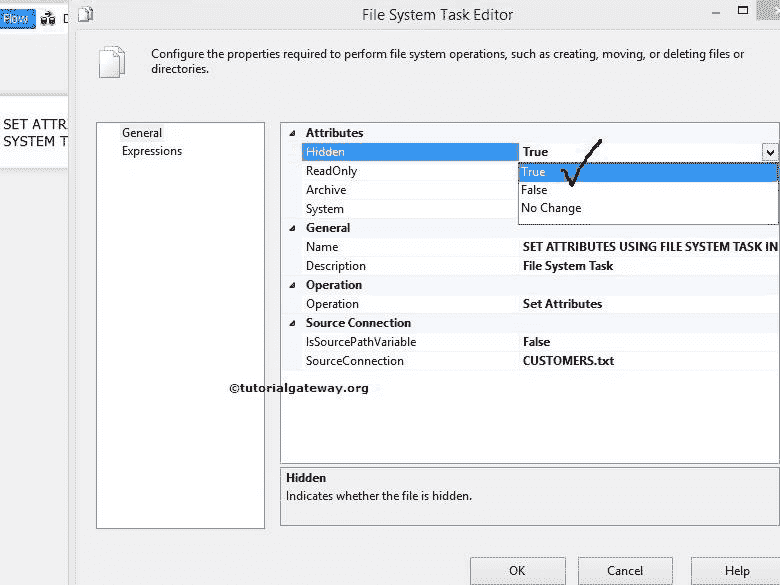 Flow
File System Task Editor
Configure the properties required to perform file system operations, such as creating, moving, or deleting files or
directories.
SET ATTR
SYSTEM T
General
Expressions
Attributes
Hidden True
ReadOnly True
Archive False
System No Change
General
Name SET ATTRIBUTES USING FILE SYSTEM TASK IN
Description File System Task
Operation
Operation Set Attributes
Source Connection
IsSourcePathVariable False
SourceConnection CUSTOMERS.txt
©tutorialgateway.org
Hidden
Indicates whether the file is hidden.
OK Cancel Help